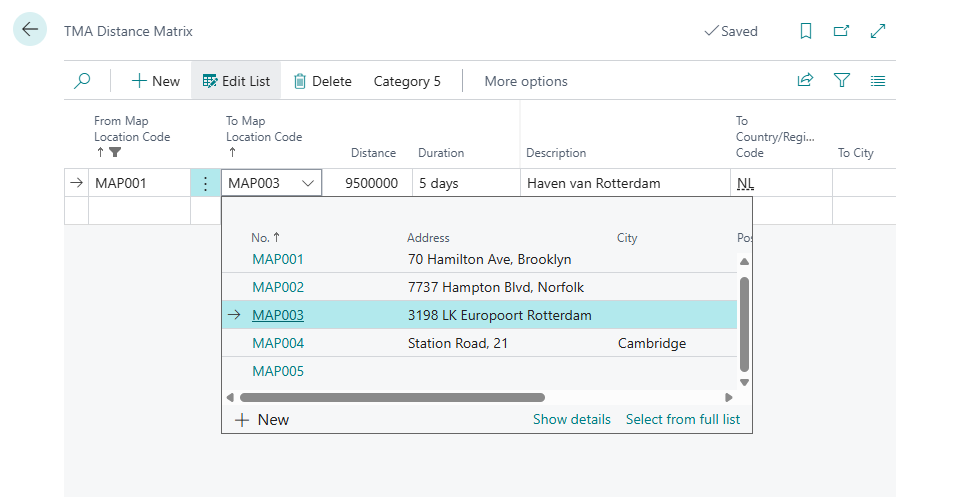 TMA Distance Matrix
Saved
New
Edit List
Delete
Category 5
More options
From Map
Location Code
To Map
Location Code
Distance
Duration
Description
To
Country/Regi...
Code
To City
MAP001
MAP003
9500000
5 days
Haven van Rotterdam
NL
No.
Address
City
Pos
MAP001
70 Hamilton Ave, Brooklyn
MAP002
7737 Hampton Blvd, Norfolk
MAP003
3198 LK Europoort Rotterdam
MAP004
Station Road, 21
Cambridge
MAP005
New
Show details
Select from full list